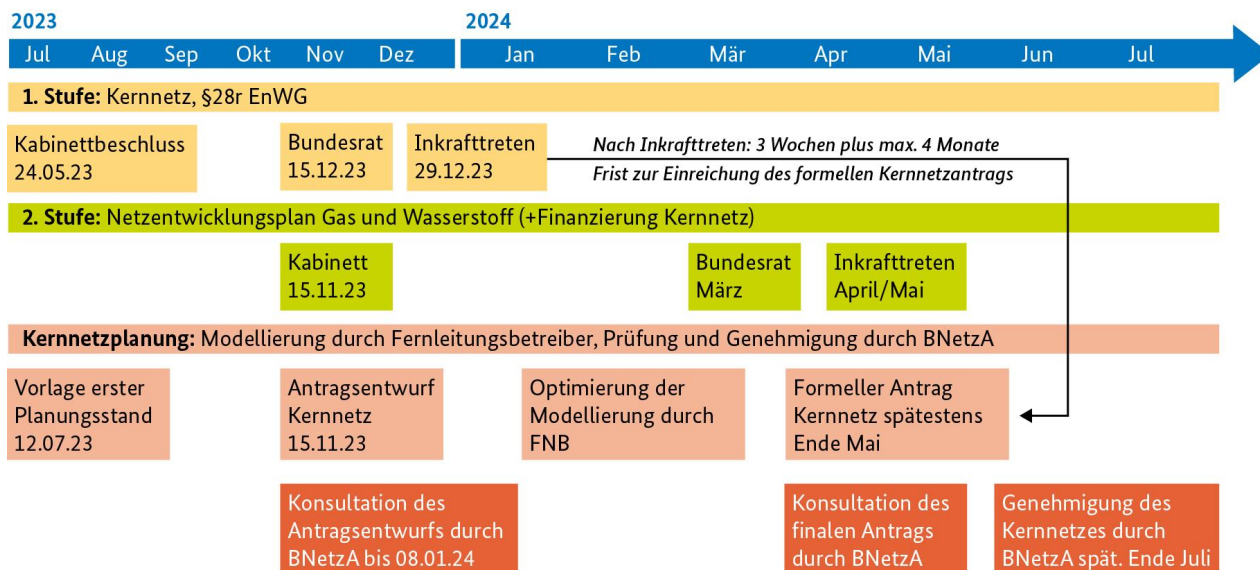 2023
2024
Jul Aug Sep Okt Nov Dez Jan Feb Mär Apr Mai Jun Jul
1. Stufe: Kernnetz, §28r EnWG
Kabinettbeschluss
24.05.23
Bundesrat
15.12.23
Inkrafttreten
29.12.23
Nach Inkrafttreten: 3 Wochen plus max. 4 Monate
Frist zur Einreichung des formellen Kernnetzantrags
2. Stufe: Netzentwicklungsplan Gas und Wasserstoff (+Finanzierung Kernnetz)
Kabinett
15.11.23
Bundesrat
März
Inkrafttreten
April/Mai
Kernnetzplanung: Modellierung durch Fernleitungsbetreiber, Prüfung und Genehmigung durch BNetzA
Vorlage erster
Planungsstand
12.07.23
Antragsentwurf
Kernnetz
15.11.23
Optimierung der
Modellierung durch
FNB
Formeller Antrag
Kernnetz spätestens
Ende Mai
Konsultation des
Antragsentwurfs durch
BNetzA bis 08.01.24
Konsultation des
finalen Antrags
durch BNetzA
Genehmigung des
Kernnetzes durch
BNetzA spät. Ende Juli